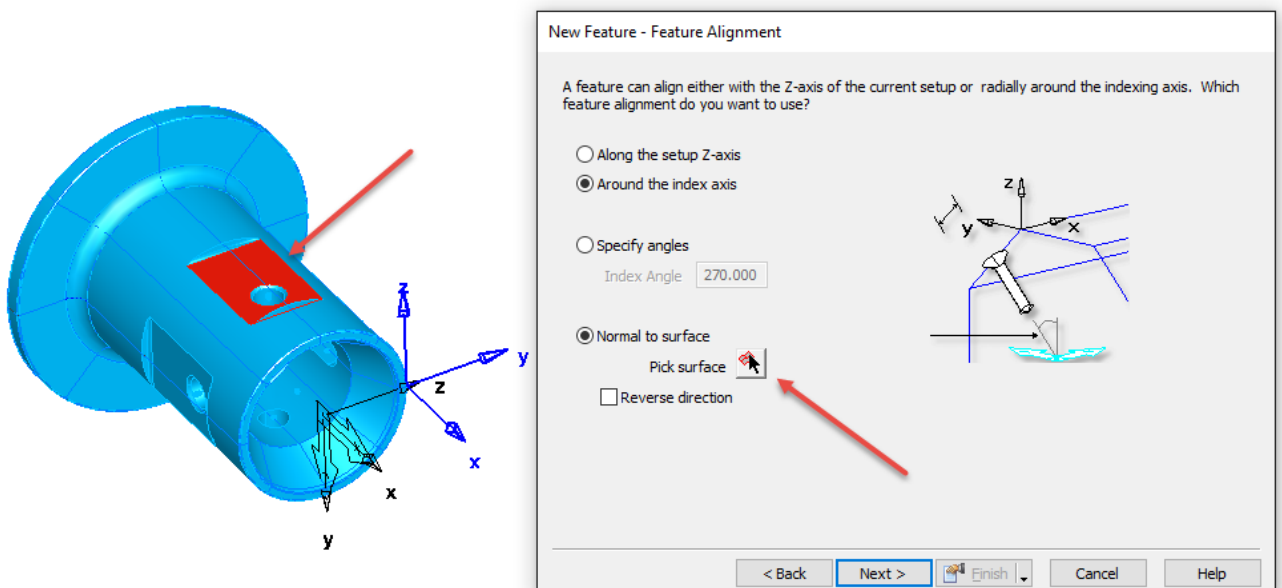 New Feature - Feature Alignment
A feature can align either with the Z-axis of the current setup or radially around the indexing axis. Which
feature alignment do you want to use?
Along the setup Z-axis
Around the index axis
z
y
x
Specify angles
Index Angle 270.000
Normal to surface
Pick surface
Reverse direction
z
y
z
x
x
y
< Back Next > Finish Cancel Help